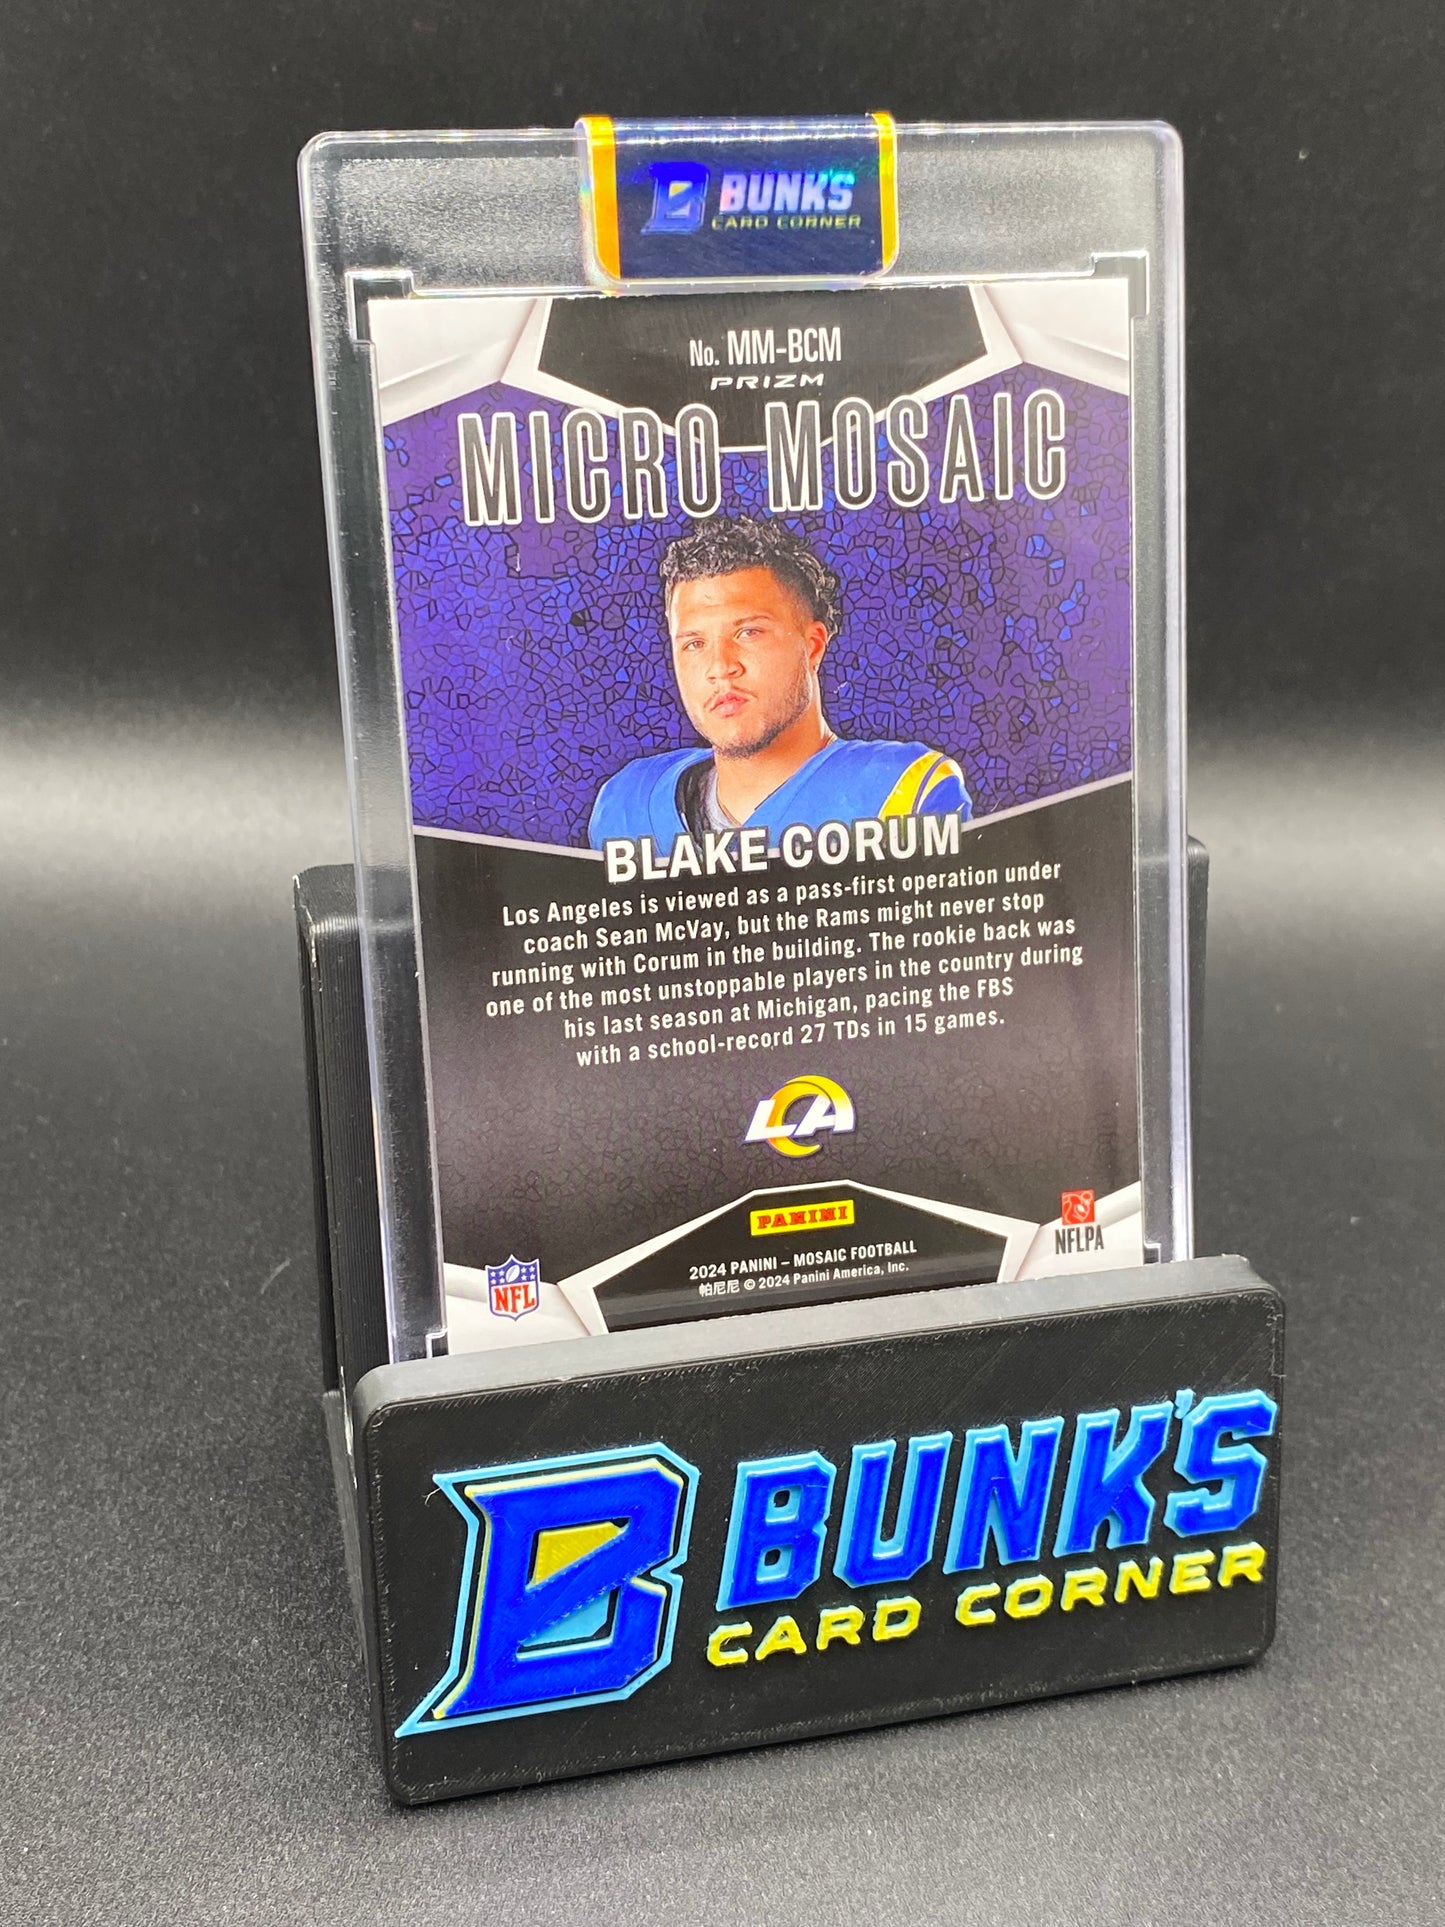 B BUNKS
CARD CORNER
No. MM-BCM
PRIZM
MICRO MOSAIC
BLAKE CORUM
Los Angeles is viewed as a pass-first operation under
coach Sean McVay, but the Rams might never stop
running with Corum in the building. The rookie back was
one of the most unstoppable players in the country during
his last season at Michigan, pacing the FBS
with a school-record 27 TDs in 15 games.
LA
PANINI
NFLPA
NFL
2024 PANINI – MOSAIC FOOTBALL
帕尼尼 © 2024 Panini America, Inc.
B BUNK'S
CARD CORNER